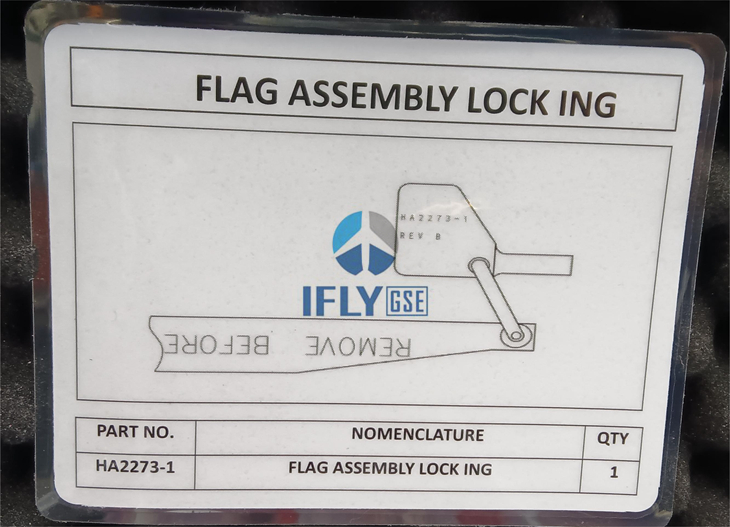 FLAG ASSEMBLY LOCK ING
HA2273-1
REV B
IFLY GSE
REMOVE BEFORE
PART NO. NOMENCLATURE QTY
HA2273-1 FLAG ASSEMBLY LOCK ING 1